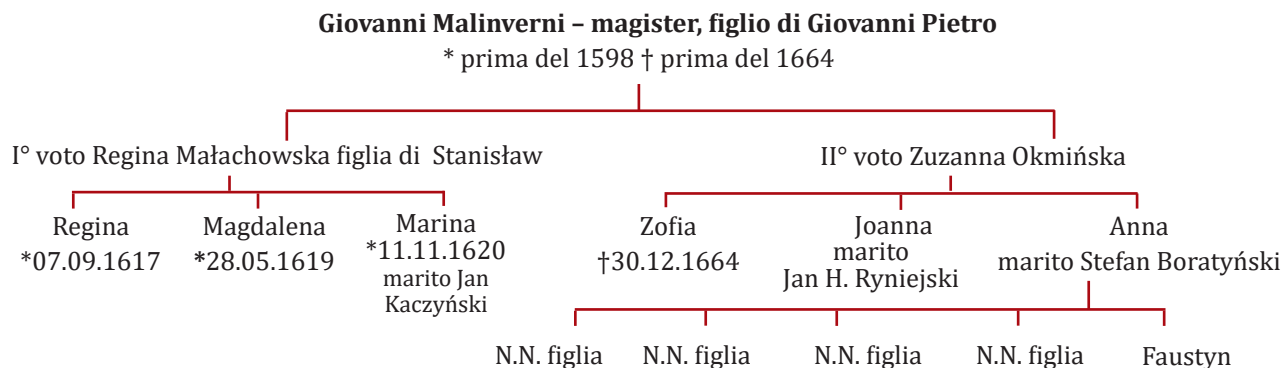 Giovanni Malinverni – magister, figlio di Giovanni Pietro
* prima del 1598 † prima del 1664
I° voto Regina Małachowska figlia di Stanisław
II° voto Zuzanna Okmińska
Regina
*07.09.1617
Magdalena
*28.05.1619
Marina
*11.11.1620
marito Jan
Kaczyński
Zofia
†30.12.1664
Joanna
marito
Jan H. Ryniejski
Anna
marito Stefan Boratyński
N.N. figlia
N.N. figlia
N.N. figlia
N.N. figlia
Faustyn